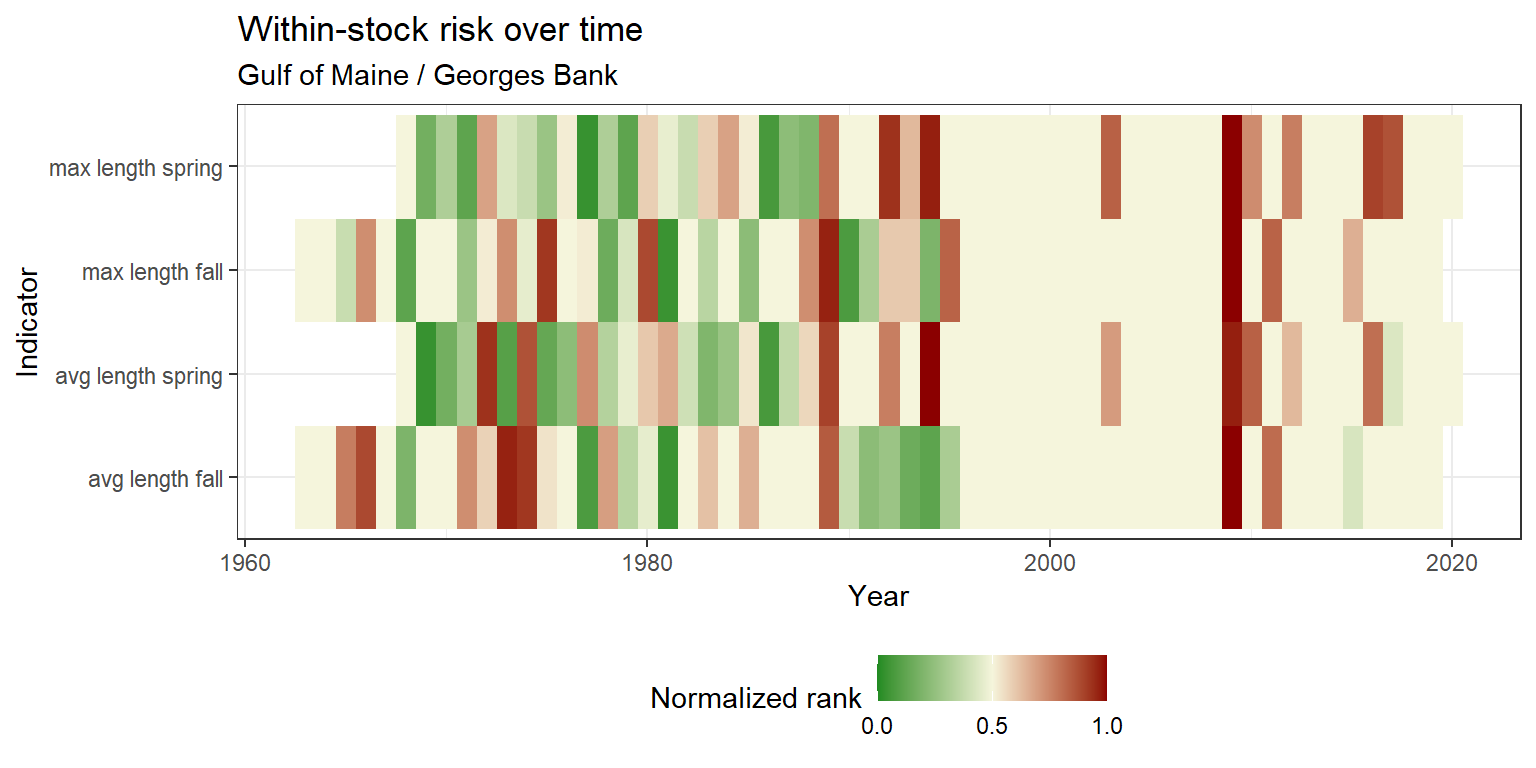 Within-stock risk over time
Gulf of Maine / Georges Bank
Indicator
max length spring
max length fall
avg length spring
avg length fall
1960 1980 2000 2020
Year
Normalized rank
0.0 0.5 1.0